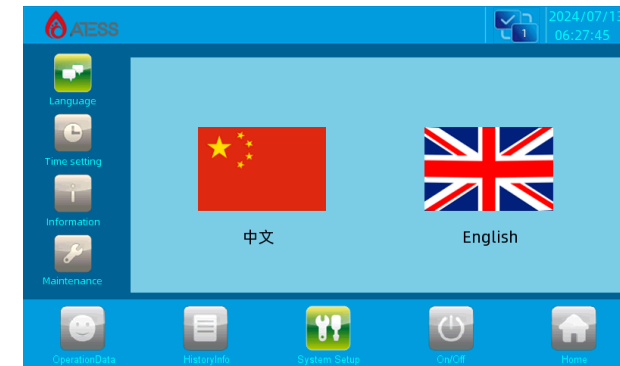 ATESS
1
2024/07/13
06:27:45
Language
Time setting
Information
Maintenance
中文
English
OperationData
HistoryInfo
System Setup
On/Off
Home